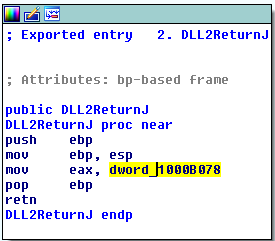 ; Exported entry   2. DLL2ReturnJ
; Attributes: bp-based frame
public DLL2ReturnJ
DLL2ReturnJ proc near
push    ebp
mov     ebp, esp
mov     eax, dword_1000B078
pop     ebp
retn
DLL2ReturnJ endp